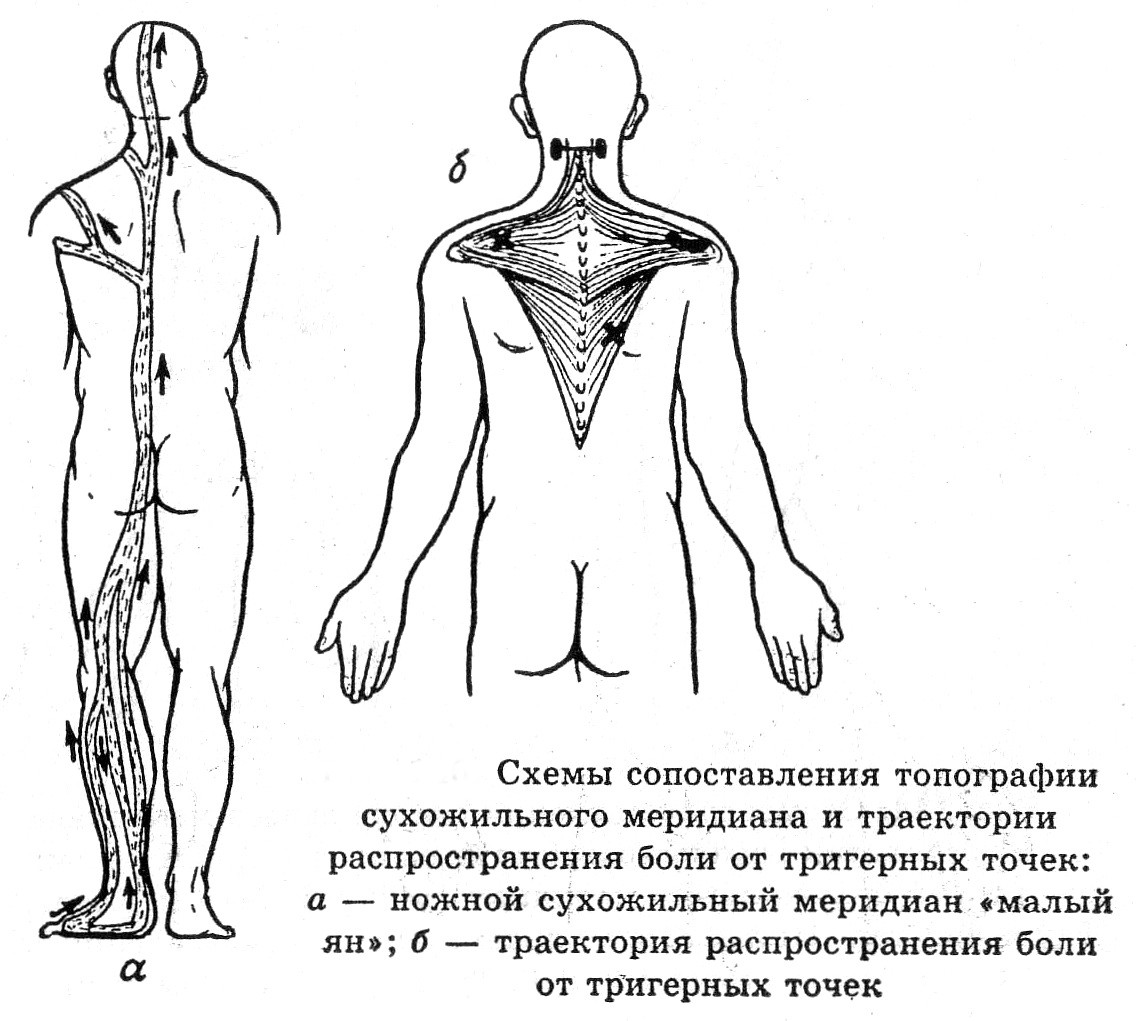 б
а
Схемы сопоставления топографии
сухожильного меридиана и траектории
распространения боли от тригерных точек:
а — ножной сухожильный меридиан «малый
ян»; б — траектория распространения боли
от тригерных точек